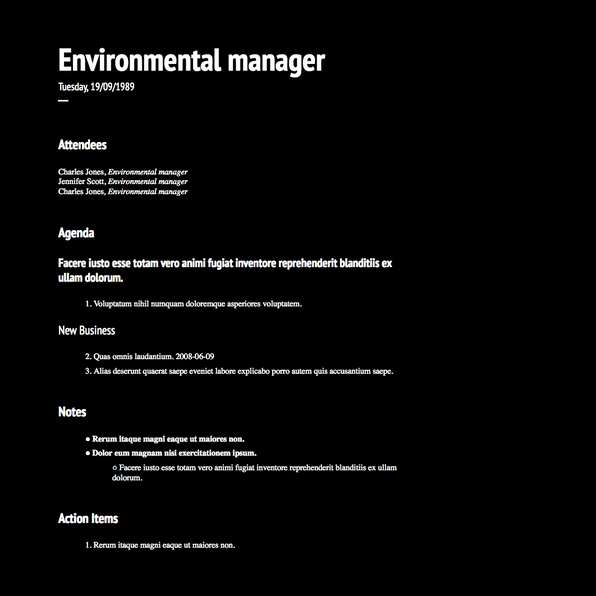 Environmental manager
Tuesday, 19/09/1989
—
Attendees
Charles Jones, Environmental manager
Jennifer Scott, Environmental manager
Charles Jones, Environmental manager
Agenda
Facere iusto esse totam vero animi fugiat inventore reprehenderit blanditiis ex
ullam dolorum.
1. Voluptatum nihil numquam doloremque asperiores voluptatem.
New Business
2. Quas omnis laudantium. 2008-06-09
3. Alias deserunt quaerat saepe eveniet labore explicabo porro autem quis accusantium saepe.
Notes
● Rerum itaque magni eaque ut maiores non.
● Dolor eum magnam nisi exercitationem ipsum.
○ Facere iusto esse totam vero animi fugiat inventore reprehenderit blanditiis ex ullam
dolorum.
Action Items
1. Rerum itaque magni eaque ut maiores non.